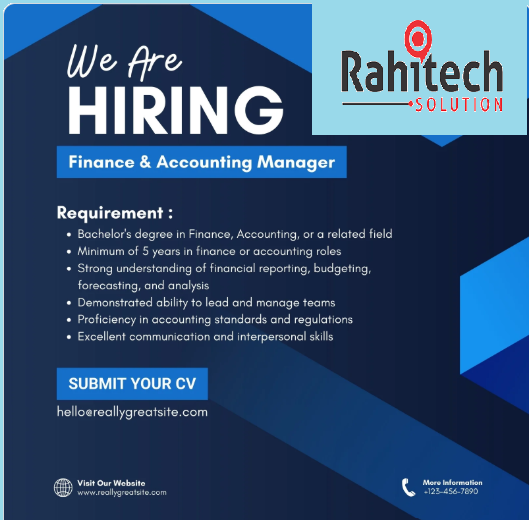 We Are
HIRING
Rahitech
SOLUTION
Finance & Accounting Manager
Requirement :
• Bachelor's degree in Finance, Accounting, or a related field
• Minimum of 5 years in finance or accounting roles
• Strong understanding of financial reporting, budgeting,
forecasting, and analysis
• Demonstrated ability to lead and manage teams
• Proficiency in accounting standards and regulations
• Excellent communication and interpersonal skills
SUBMIT YOUR CV
hello@reallygreatsite.com
Visit Our Website
www.reallygreatsite.com
More Information
+123-456-7890